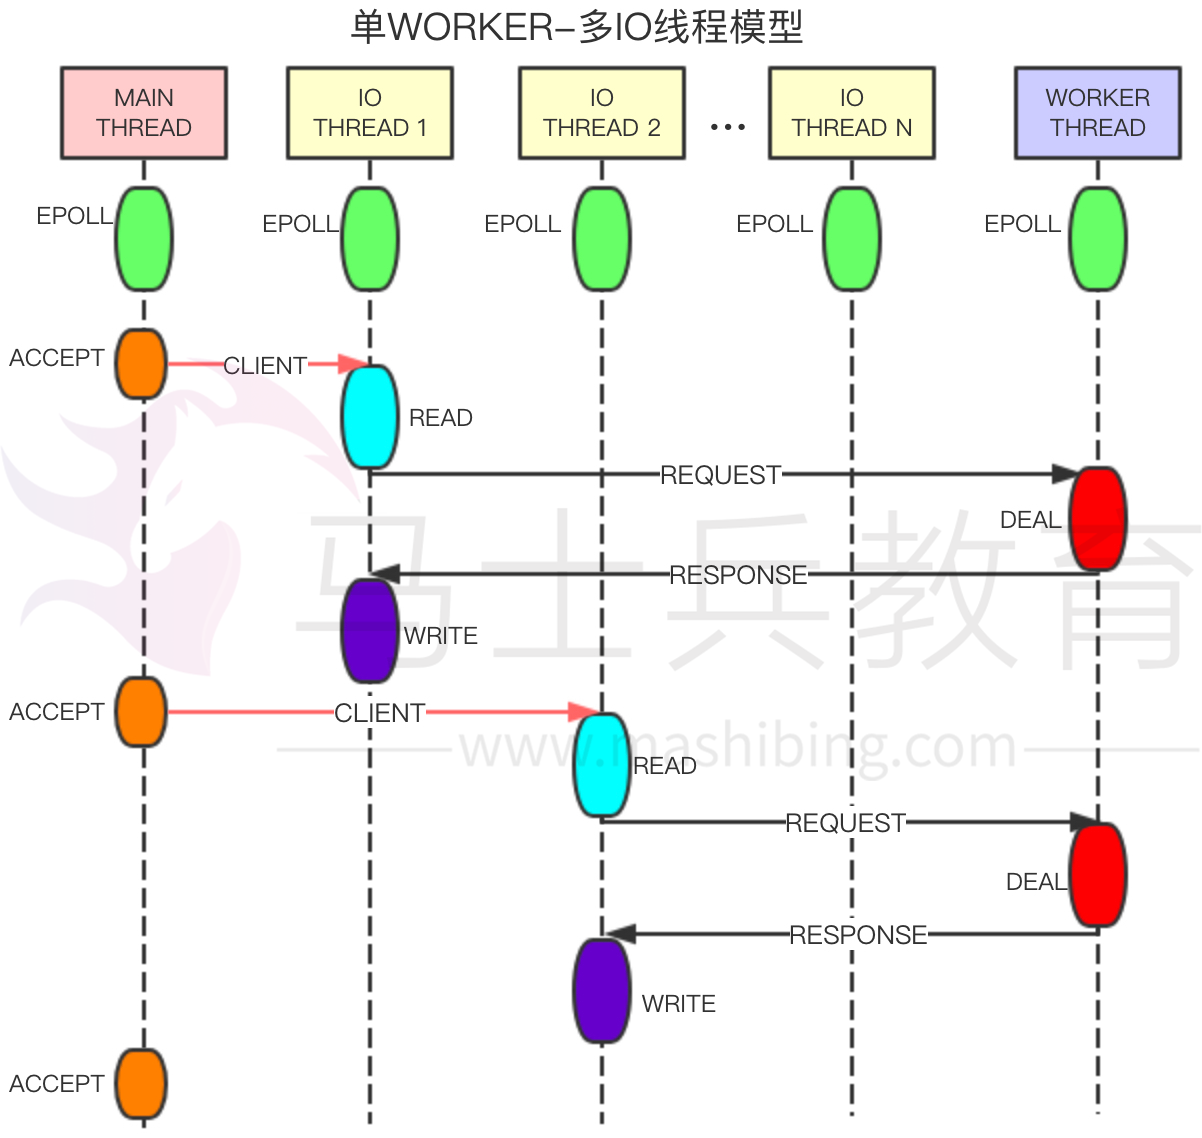 单WORKER-多IO线程模型
MAIN
THREAD
IO
THREAD 1
IO
THREAD 2
...
IO
THREAD N
WORKER
THREAD
EPOLL
EPOLL
EPOLL
EPOLL
EPOLL
ACCEPT
CLIENT
READ
REQUEST
DEAL
马士兵教育
RESPONSE
WRITE
ACCEPT
CLIENT
www.mashibing.com
READ
REQUEST
DEAL
RESPONSE
WRITE
ACCEPT